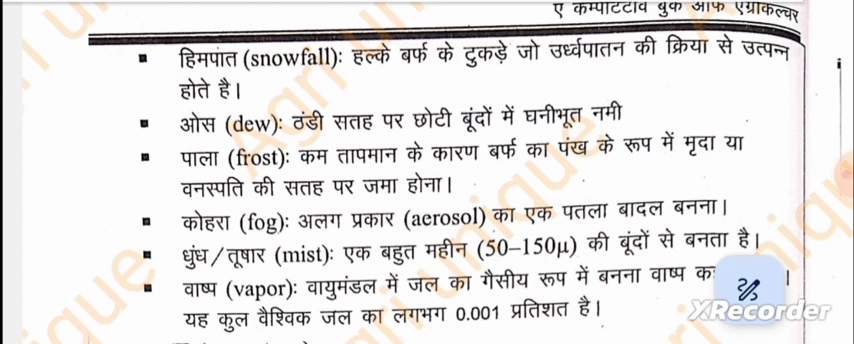 ए कम्पीटेटीव बुक ऑफ एग्रीकल्चर
▪ हिमपात (snowfall): हल्के बर्फ के टुकड़े जो उर्ध्वपातन की क्रिया से उत्पन्न
होते है।
▪ ओस (dew): ठंडी सतह पर छोटी बूंदों में घनीभूत नमी
▪ पाला (frost): कम तापमान के कारण बर्फ का पंख के रूप में मृदा या
वनस्पति की सतह पर जमा होना।
▪ कोहरा (fog): अलग प्रकार (aerosol) का एक पतला बादल बनना।
▪ धुंध/तूषार (mist): एक बहुत महीन (50–150μ) की बूंदों से बनता है।
▪ वाष्प (vapor): वायुमंडल में जल का गैसीय रूप में बनना वाष्प
यह कुल वैश्विक जल का लगभग 0.001 प्रतिशत है।
XRecorder
Agri unique